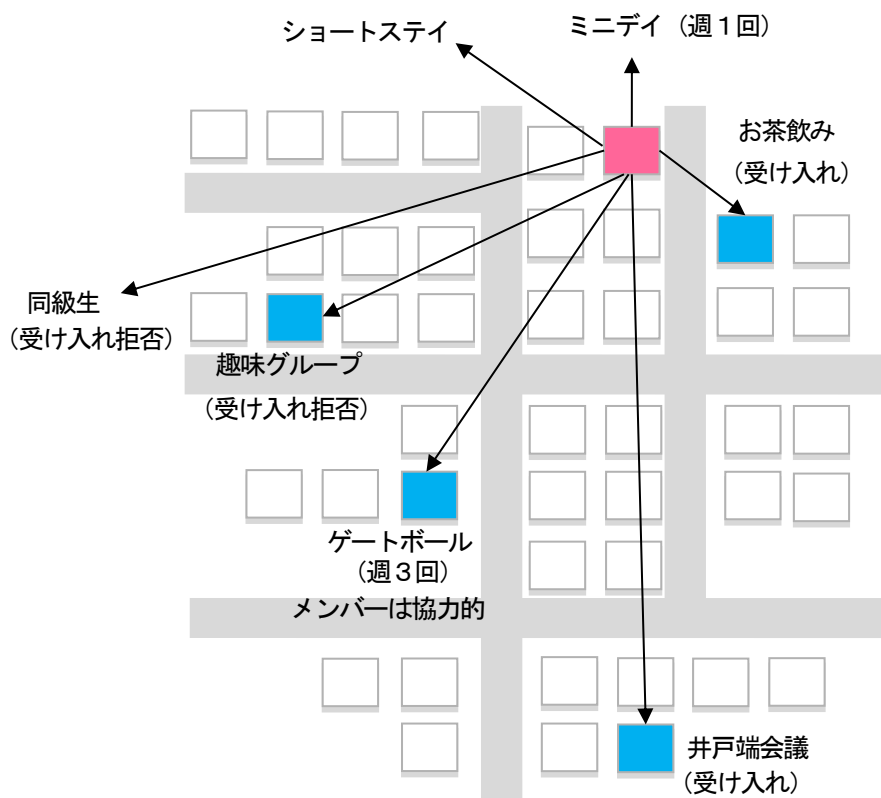 ショートステイ
ミニデイ（週１回）
お茶飲み
（受け入れ）
同級生
（受け入れ拒否）
趣味グループ
（受け入れ拒否）
ゲートボール
（週３回）
メンバーは協力的
井戸端会議
（受け入れ）